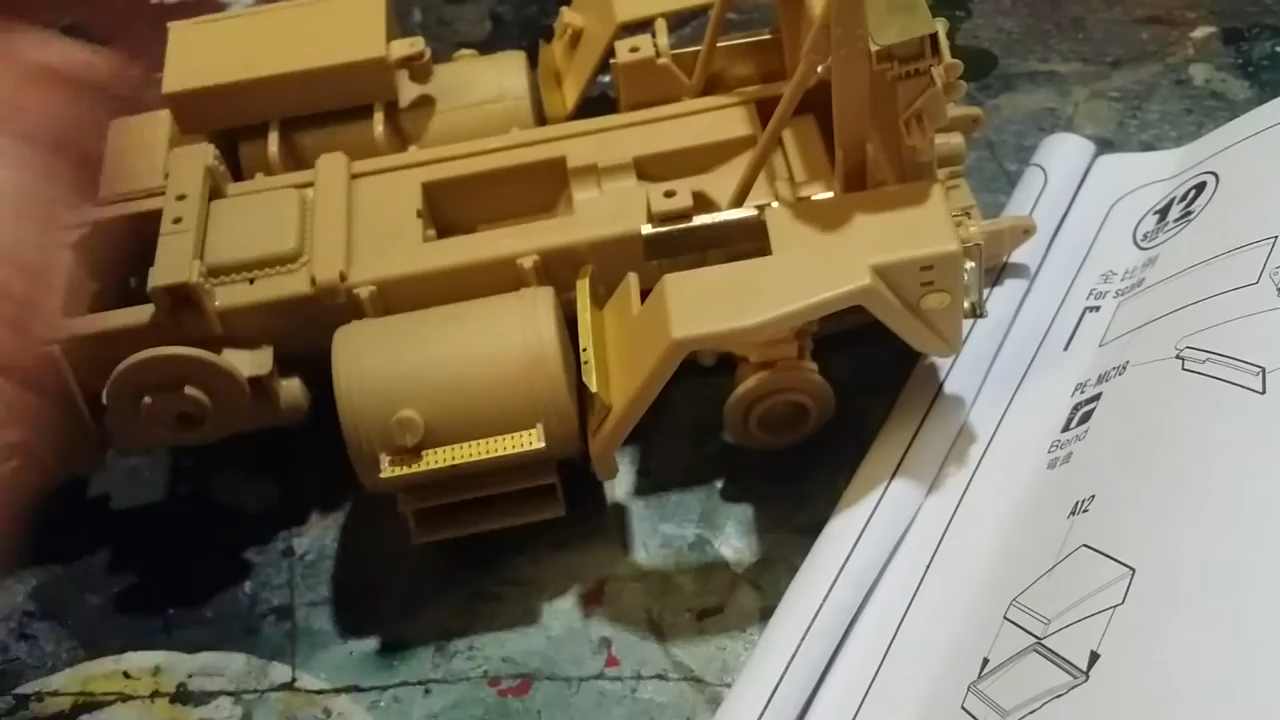 12
STEP
全比例
For scale
PE-MC18
Bend
弯曲
A12